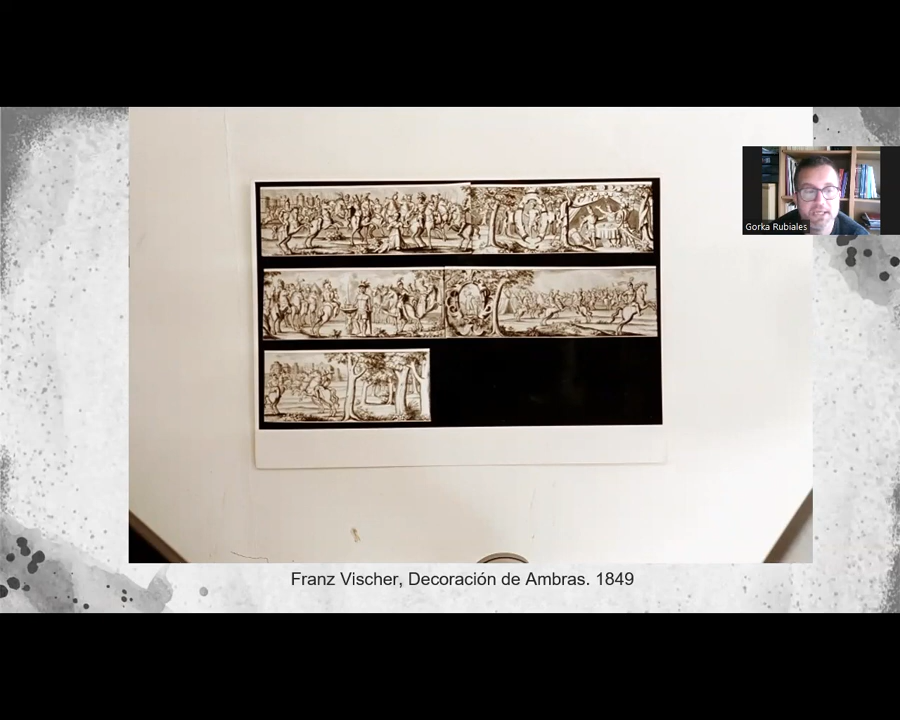 Gorka Rubiales
Franz Vischer, Decoración de Ambras. 1849